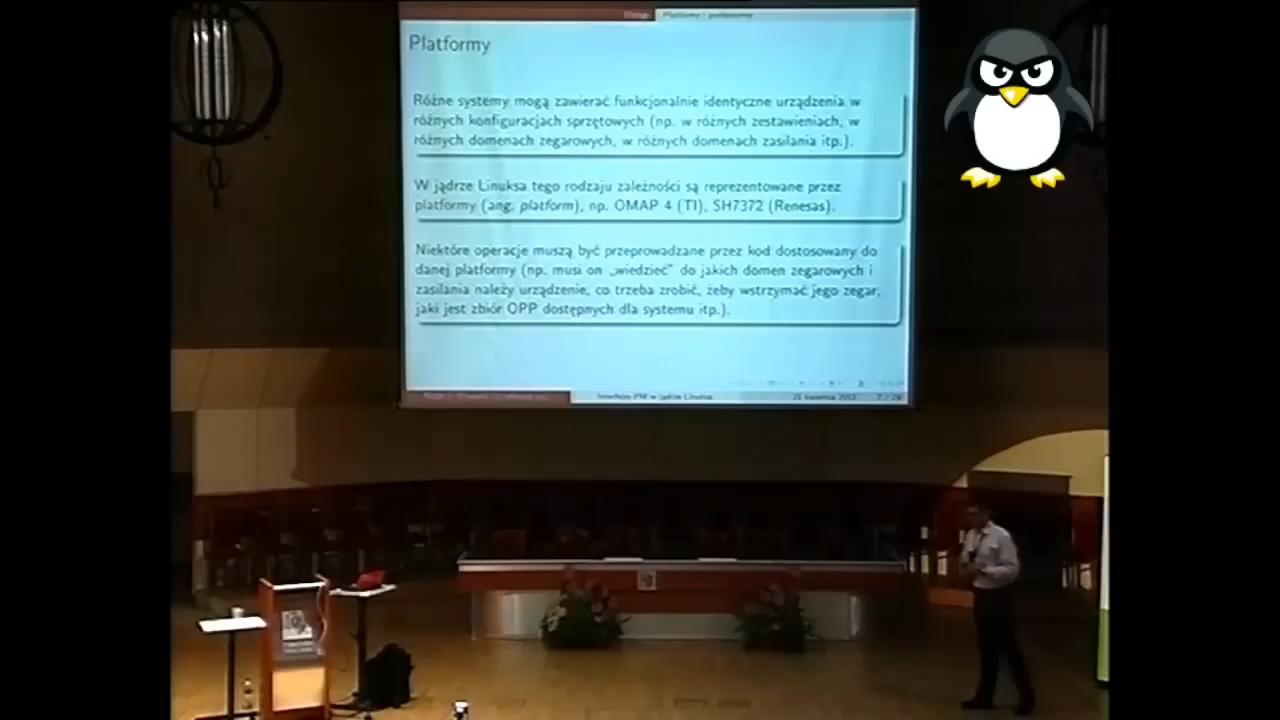 Platformy i podsystemy
Platformy
Różne systemy mogą zawierać funkcjonalnie identyczne urządzenia w
różnych konfiguracjach sprzętowych (np. w różnych zestawieniach, w
różnych domenach zegarowych, w różnych domenach zasilania itp.).
W jądrze Linuksa tego rodzaju zależności są reprezentowane przez
platformy (ang. platform), np. OMAP 4 (TI), SH7372 (Renesas).
Niektóre operacje muszą być przeprowadzane przez kod dostosowany do
danej platformy (np. musi on „wiedzieć” do jakich domen zegarowych i
zasilania należy urządzenie, co trzeba zrobić, żeby wstrzymać jego zegar,
jaki jest zbiór OPP dostępnych dla systemu itp.).
Interfejsy PM w jądrze Linuksa